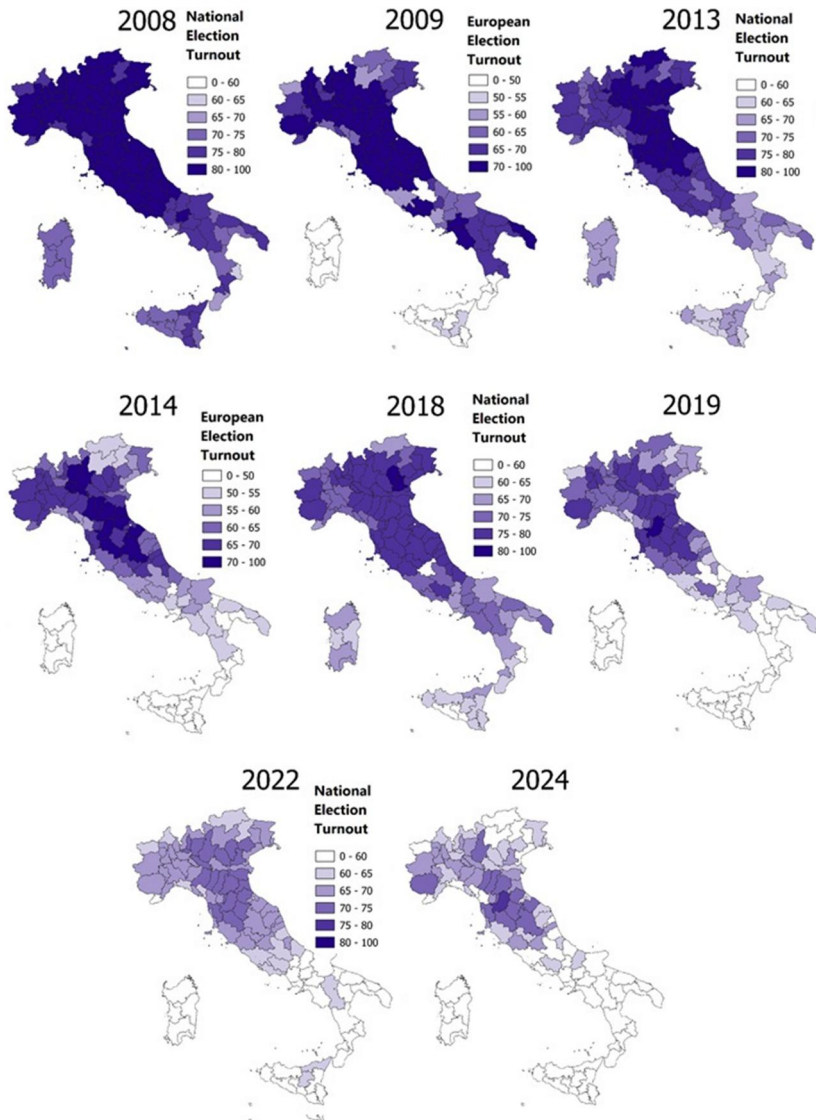 2008
National
Election
Turnout
0 - 60
60 - 65
65 - 70
70 - 75
75 - 80
80 - 100
2009
European
Election
Turnout
0 - 50
50 - 55
55 - 60
60 - 65
65 - 70
70 - 100
2013
National
Election
Turnout
0 - 60
60 - 65
65 - 70
70 - 75
75 - 80
80 - 100
2014
European
Election
Turnout
0 - 50
50 - 55
55 - 60
60 - 65
65 - 70
70 - 100
2018
National
Election
Turnout
0 - 60
60 - 65
65 - 70
70 - 75
75 - 80
80 - 100
2019
2022
National
Election
Turnout
0 - 60
60 - 65
65 - 70
70 - 75
75 - 80
80 - 100
2024